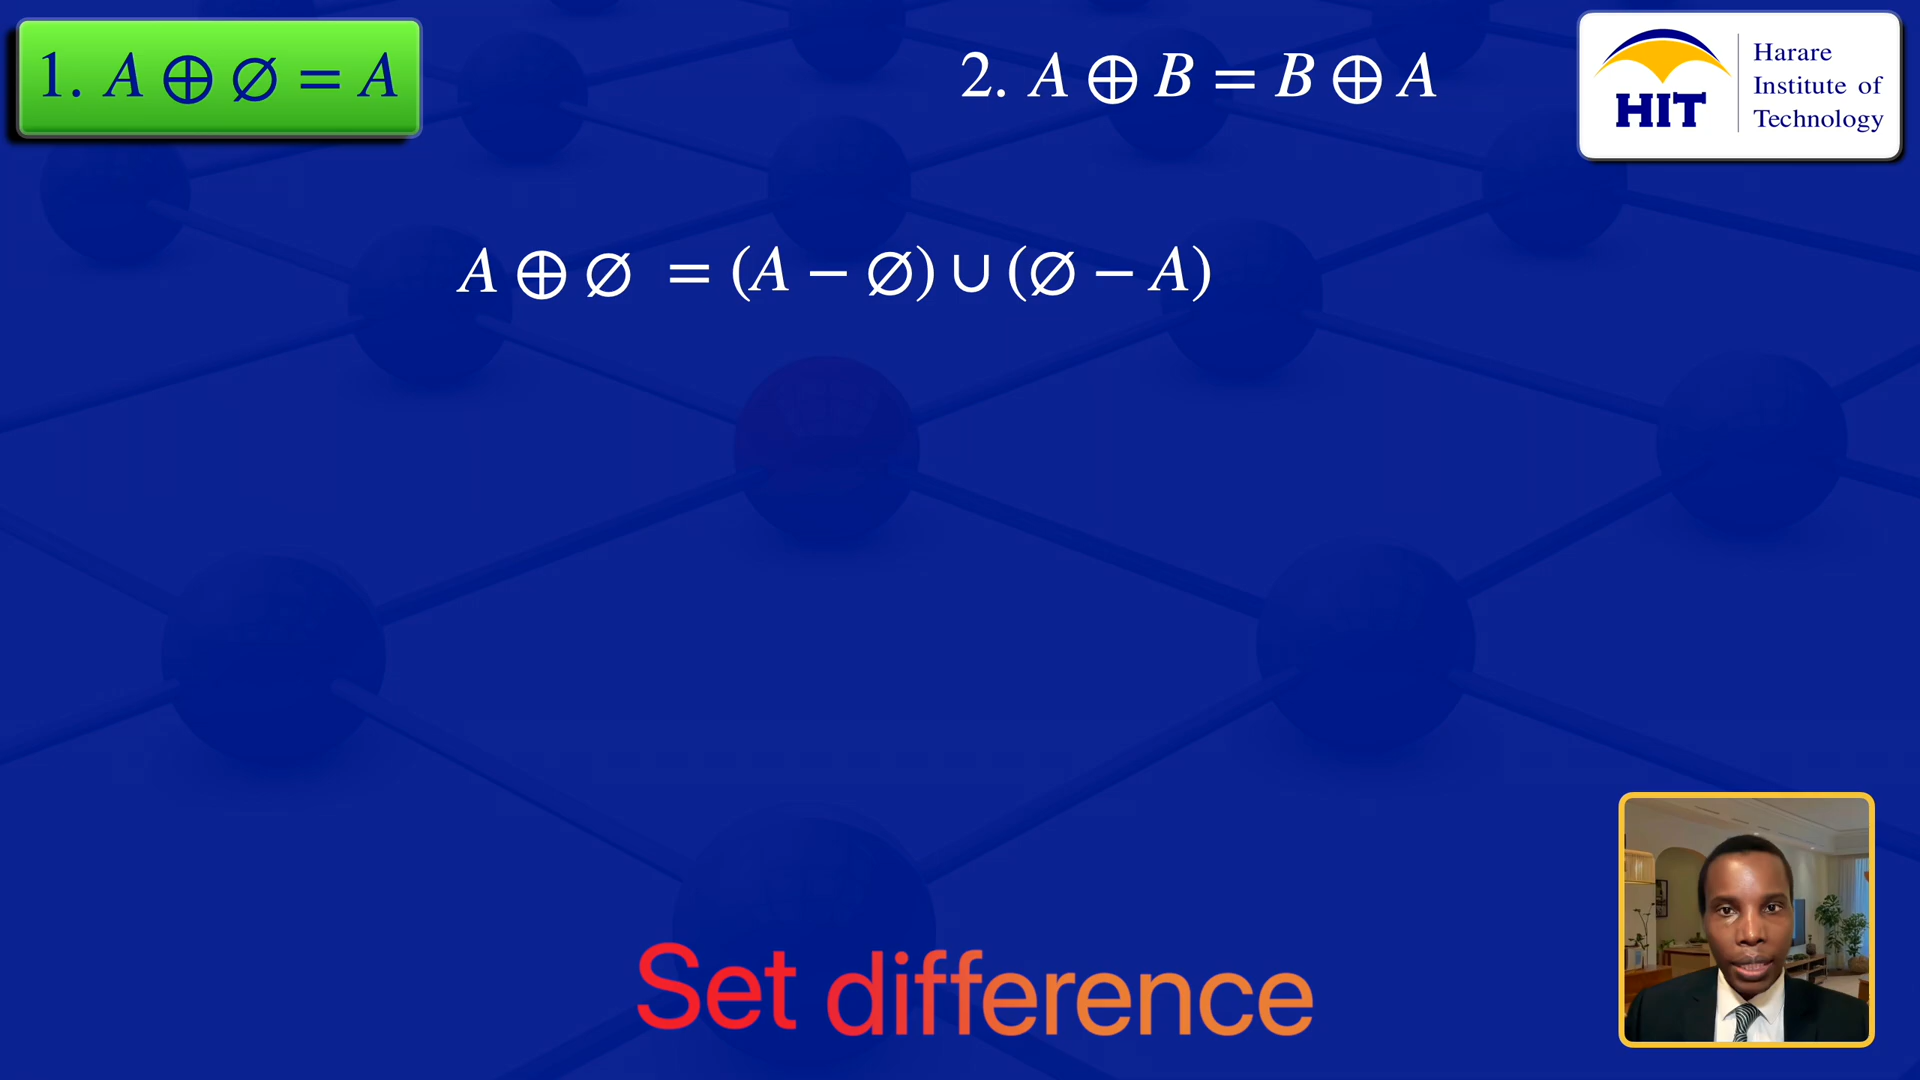 1. A ⊕ ∅ = A
2. A ⊕ B = B ⊕ A
HIT
Harare
Institute of
Technology
A ⊕ ∅ = (A − ∅) ∪ (∅ − A)
Set difference